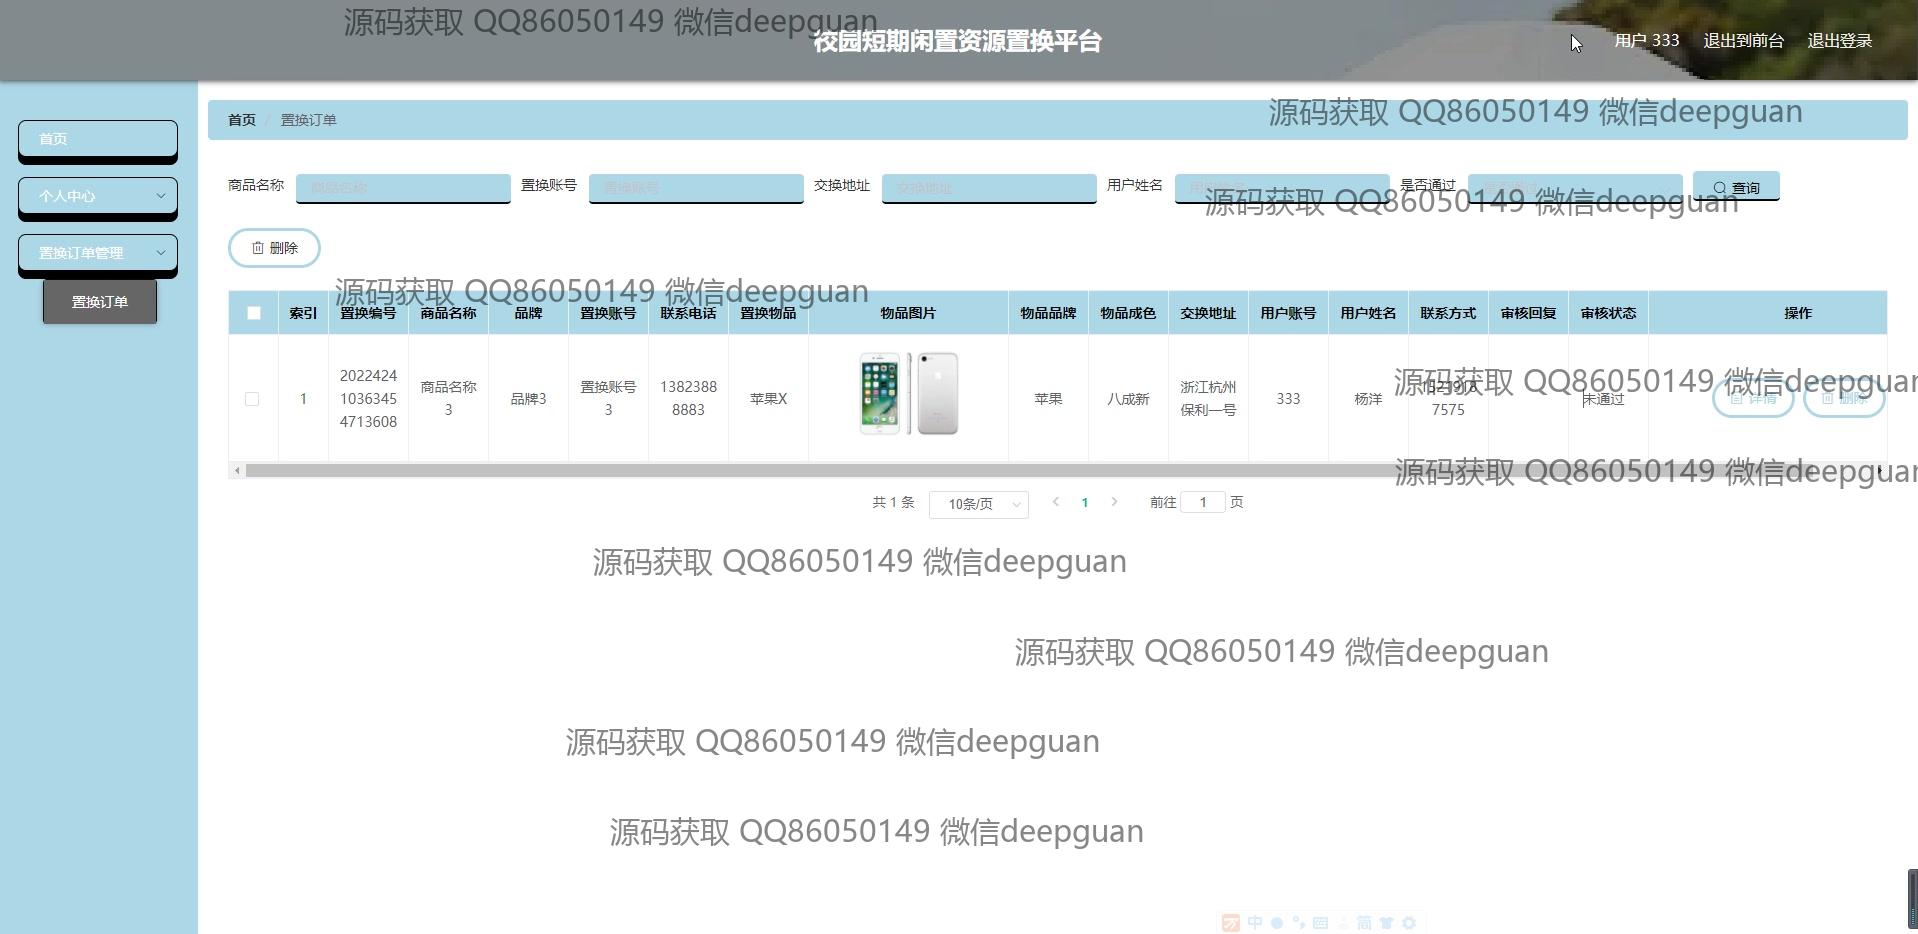 源码获取 QQ86050149 微信deepguan
校园短期闲置资源置换平台
用户 333 退出到前台 退出登录
首页 / 置换订单
源码获取 QQ86050149 微信deepguan
首页
个人中心
置换订单管理
置换订单
商品名称 商品名称 置换账号 置换账号 交换地址 交换地址 用户姓名 用户姓名 是否通过 是否通过 查询
源码获取 QQ86050149 微信deepguan
删除
源码获取 QQ86050149 微信deepguan
索引 置换编号 商品名称 品牌 置换账号 联系电话 置换物品 物品图片 物品品牌 物品成色 交换地址 用户账号 用户姓名 联系方式 审核回复 审核状态 操作
1 2022424 1036345 4713608 商品名称 3 品牌3 置换账号 3 1382388 8883 苹果X 苹果 八成新 浙江杭州 保利一号 333 杨洋 7575 未通过 详情 删除
源码获取 QQ86050149 微信deepguan
源码获取 QQ86050149 微信deepguan
共 1 条 10条/页 1 前往 1 页
源码获取 QQ86050149 微信deepguan
源码获取 QQ86050149 微信deepguan
源码获取 QQ86050149 微信deepguan
源码获取 QQ86050149 微信deepguan
中 简